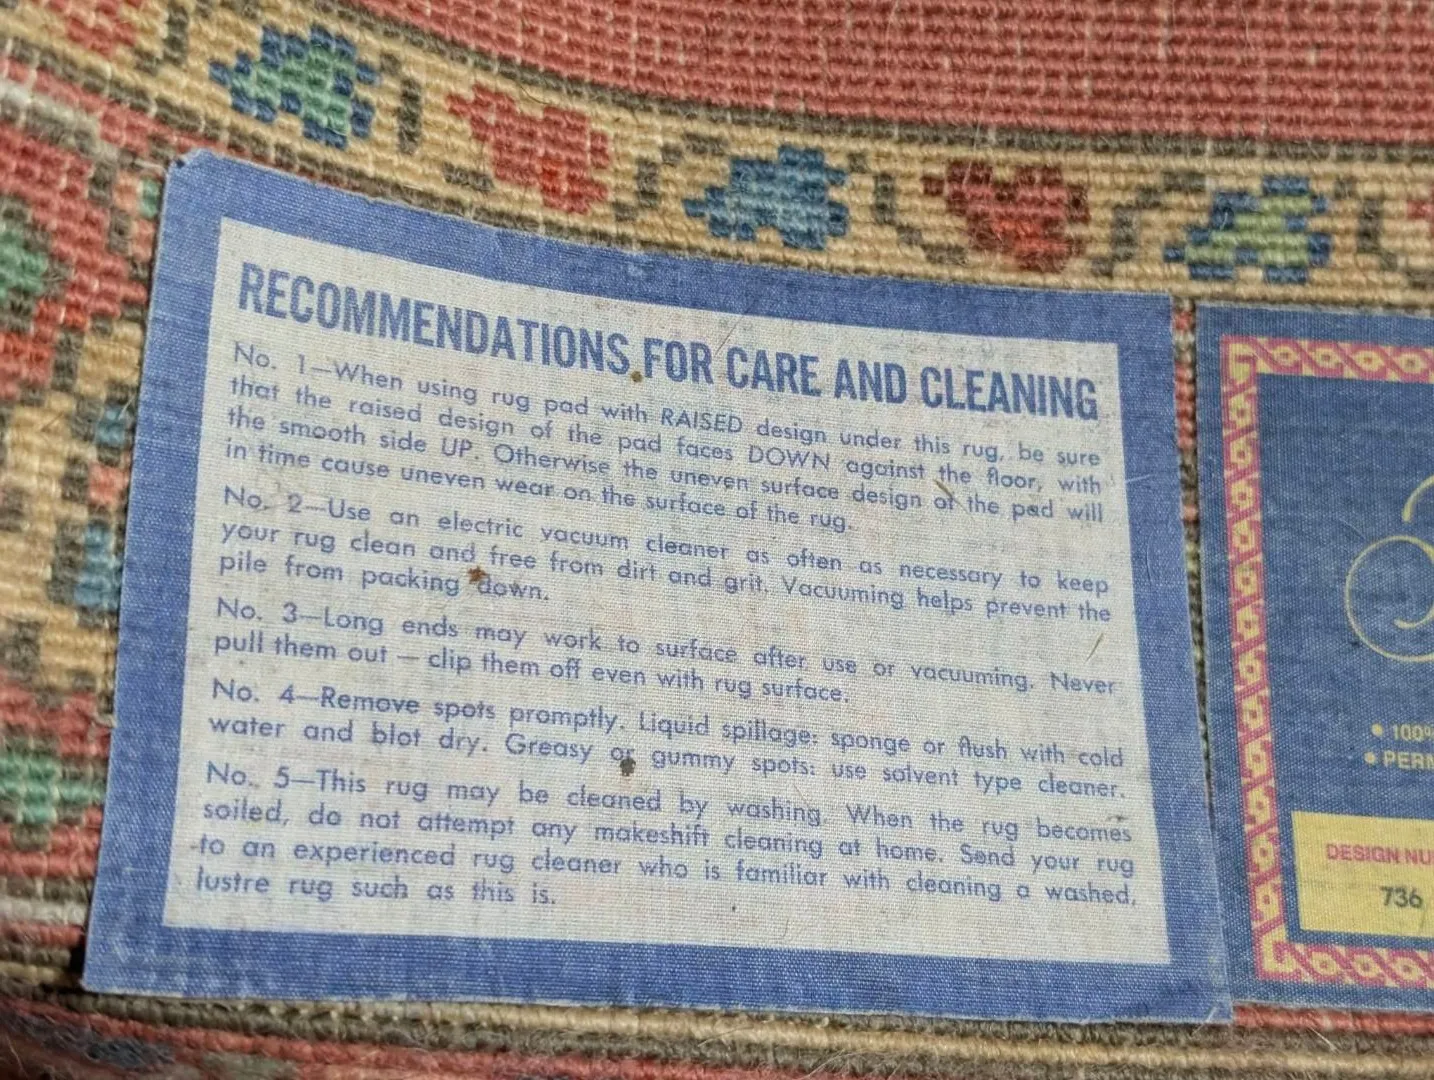 RECOMMENDATIONS FOR CARE AND CLEANING
No. 1—When using rug pad with RAISED design under this rug, be sure
that the raised design of the pad faces DOWN against the floor, with
the smooth side UP. Otherwise the uneven surface design of the pad will
in time cause uneven wear on the surface of the rug.
No. 2—Use an electric vacuum cleaner as often as necessary to keep
your rug clean and free from dirt and grit. Vacuuming helps prevent the
pile from packing down.
No. 3—Long ends may work to surface after use or vacuuming. Never
pull them out — clip them off even with rug surface.
No. 4—Remove spots promptly. Liquid spillage: sponge or flush with cold
water and blot dry. Greasy or gummy spots: use solvent type cleaner.
No. 5—This rug may be cleaned by washing. When the rug becomes
soiled, do not attempt any makeshift cleaning at home. Send your rug
to an experienced rug cleaner who is familiar with cleaning a washed,
lustre rug such as this is.
• 100%
• PERM
DESIGN NU
736